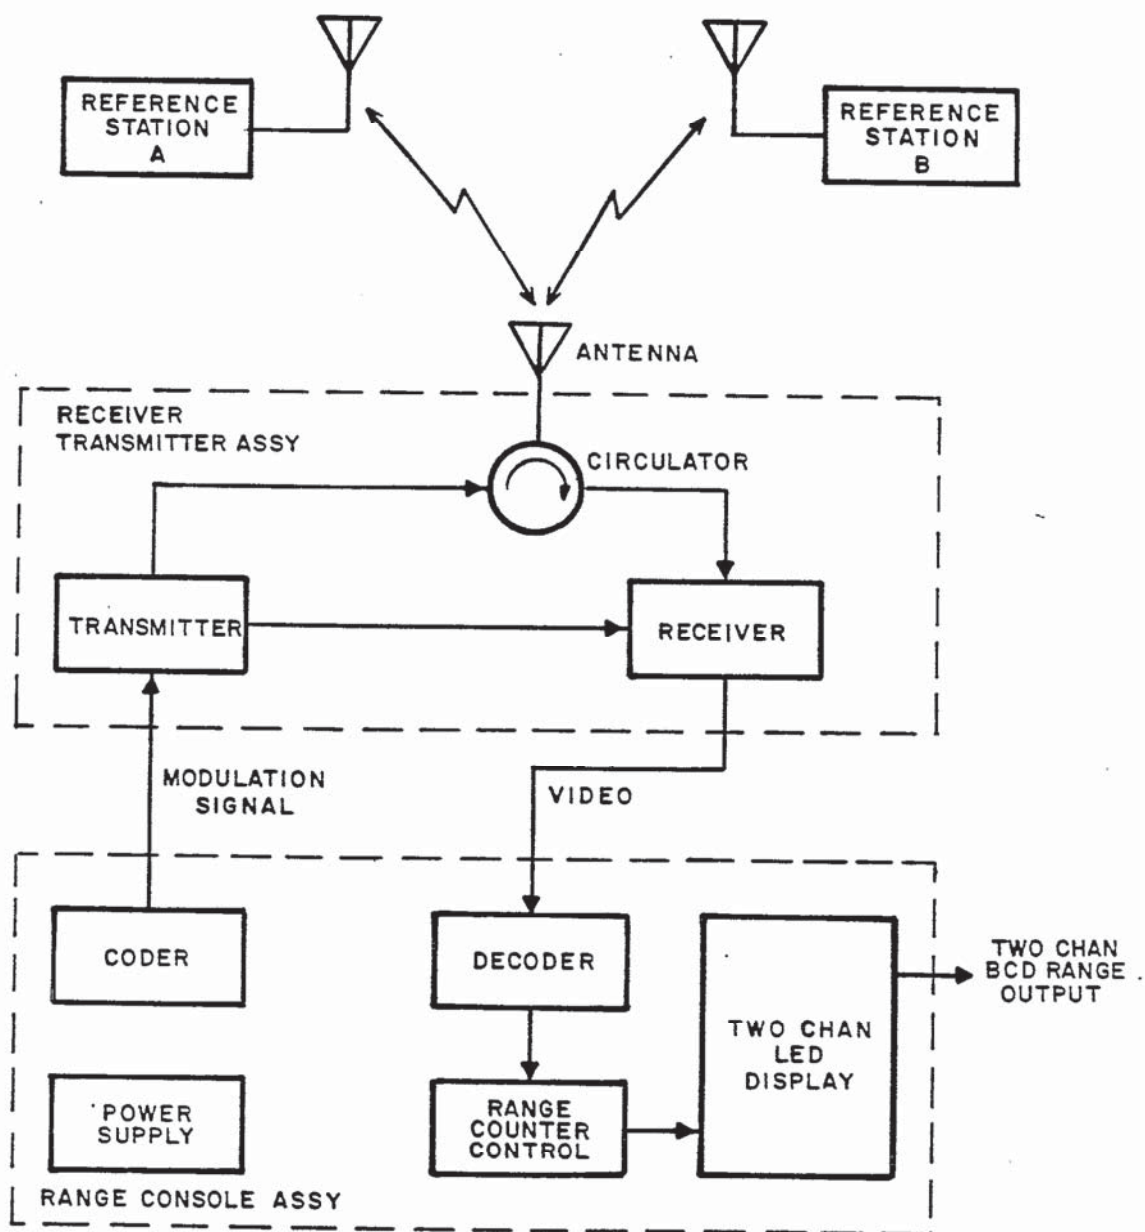 REFERENCE
STATION
A
REFERENCE
STATION
B
ANTENNA
RECEIVER
TRANSMITTER ASSY
CIRCULATOR
TRANSMITTER
RECEIVER
MODULATION
SIGNAL
VIDEO
CODER
DECODER
TWO CHAN
LED
DISPLAY
TWO CHAN
BCD RANGE
OUTPUT
POWER
SUPPLY
RANGE
COUNTER
CONTROL
RANGE CONSOLE ASSY